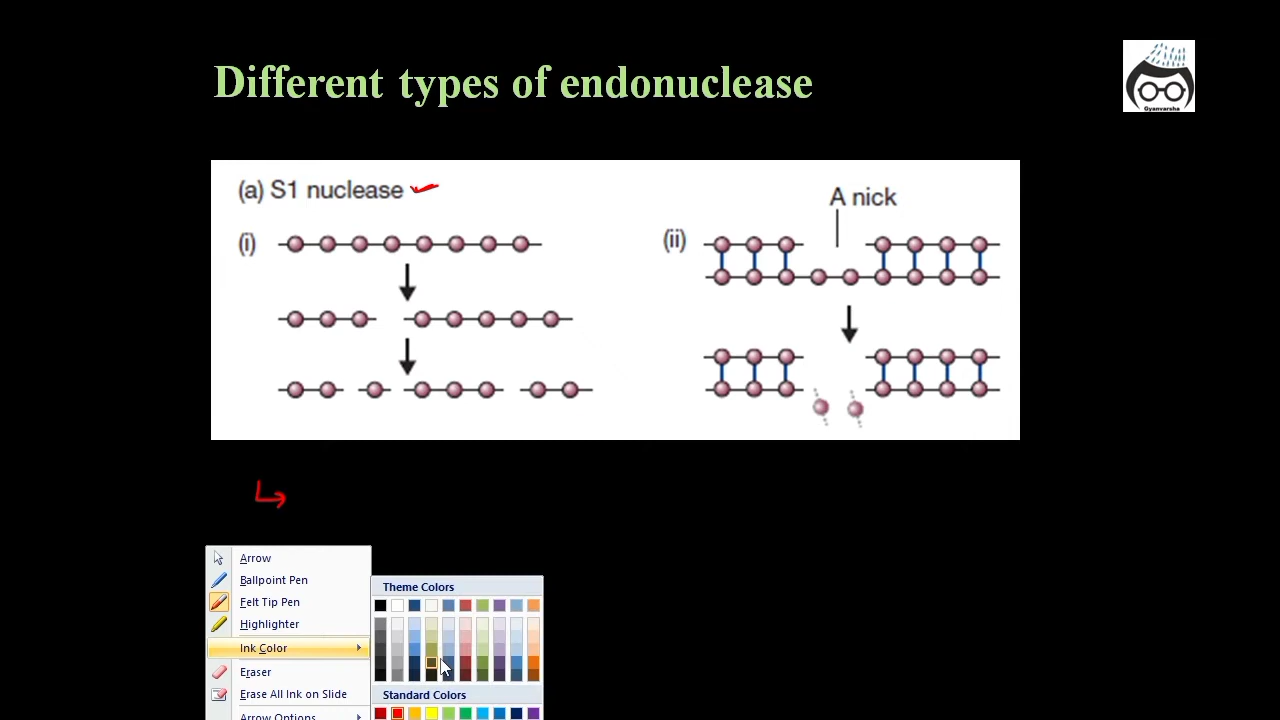 Different types of endonuclease
Gyanvarsha
(a) S1 nuclease
A nick
(i)
(ii)
Arrow
Ballpoint Pen
Felt Tip Pen
Highlighter
Ink Color
Eraser
Erase All Ink on Slide
Arrow Options
Theme Colors
Standard Colors